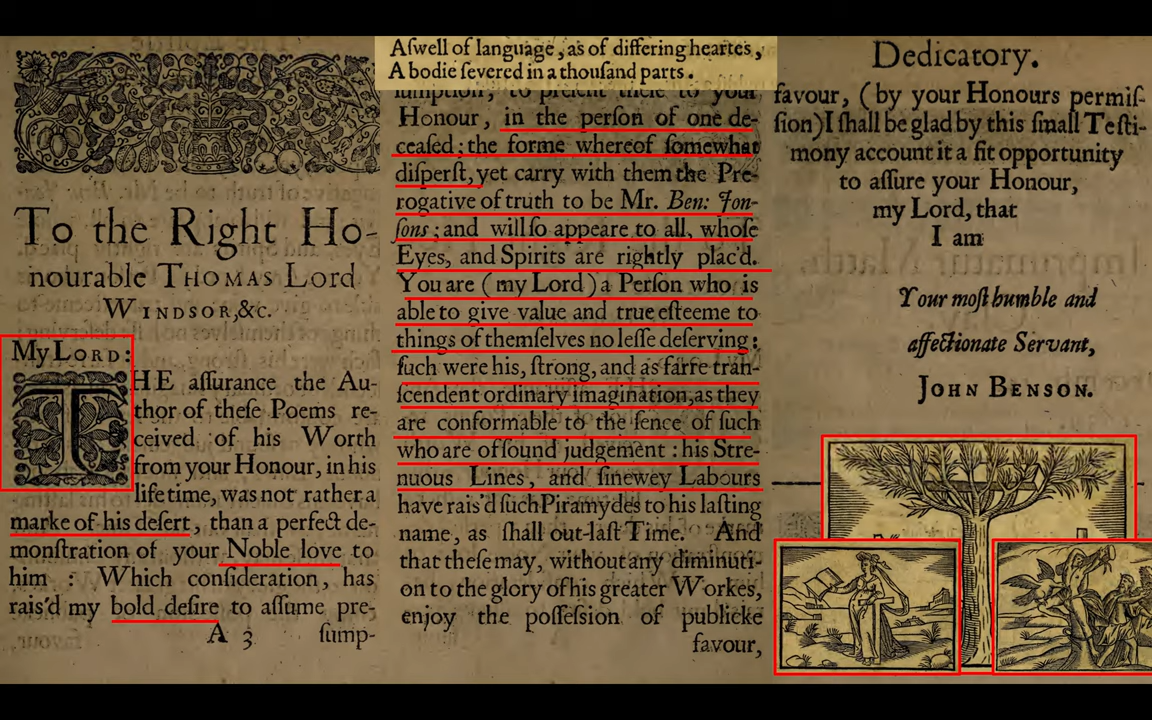 To the Right Ho-
nourable THOMAS Lord
WINDSOR,&c.
My LORD:
THE aſſurance the Au-
thor of theſe Poems re-
ceived of his Worth
from your Honour, in his
life time, was not rather a
marke of his deſert, than a perfect de-
monſtration of your Noble love to
him : Which conſideration, has
rais'd my bold deſire to aſſume pre-
A 3 ſump-
Aſwell of language, as of differing heartes,
A bodie ſevered in a thouſand parts.
ſumption, to preſent theſe to your
Honour, in the perſon of one de-
ceaſed; the forme whereof ſomewhat
diſperſt, yet carry with them the Pre-
rogative of truth to be Mr. Ben: Jon-
ſons; and will ſo appeare to all, whoſe
Eyes, and Spirits are rightly plac'd.
You are (my Lord) a Perſon who is
able to give value and true eſteeme to
things of themſelves no leſſe deſerving:
ſuch were his, ſtrong, and as farre tran-
ſcendent ordinary imagination, as they
are conformable to the ſence of ſuch
who are of ſound judgement : his Stre-
nuous Lines, and ſinewey Labours
have rais'd ſuch Piramydes to his laſting
name, as ſhall out-laſt Time. And
that theſe may, without any diminuti-
on to the glory of his greater Workes,
enjoy the poſſeſſion of publicke
favour,
Dedicatory.
favour, (by your Honours permiſ-
ſion) I ſhall be glad by this ſmall Teſti-
mony account it a fit opportunity
to aſſure your Honour,
my Lord, that
I am
Your moſt humble and
affectionate Servant,
JOHN BENSON.